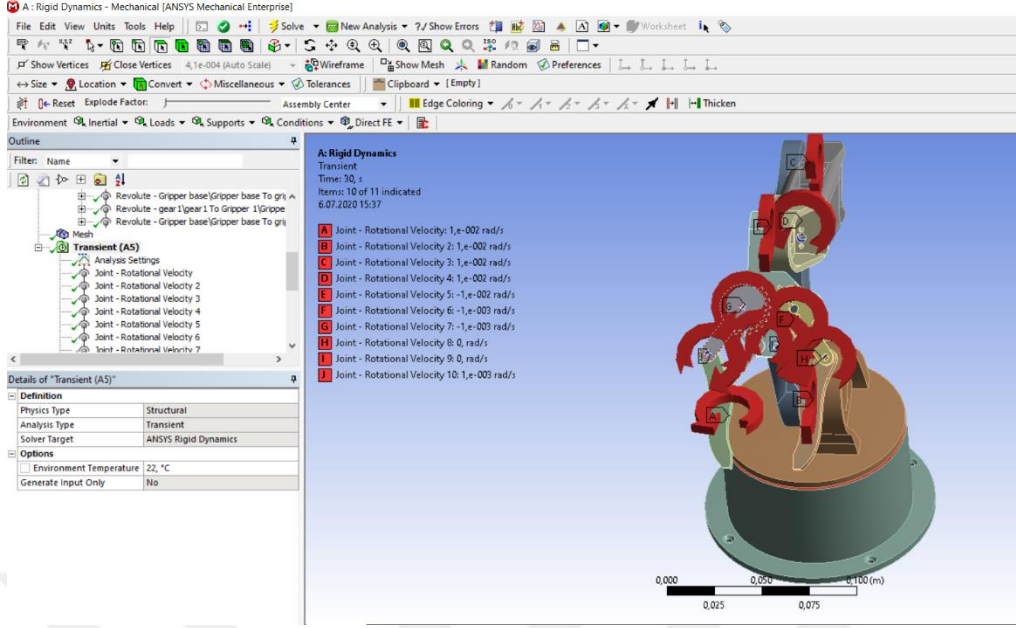 A : Rigid Dynamics - Mechanical [ANSYS Mechanical Enterprise]
File Edit View Units Tools Help Solve New Analysis ?/ Show Errors Worksheet
Show Vertices Close Vertices 4,1e-004 (Auto Scale) Wireframe Show Mesh Random Preferences
Size Location Convert Miscellaneous Tolerances Clipboard [Empty]
Reset Explode Factor: Assembly Center Edge Coloring Thicken
Environment Inertial Loads Supports Conditions Direct FE
Outline
Filter: Name
Revolute - Gripper base\Gripper base To gri
Revolute - gear1\gear1 To Gripper 1\Grippe
Revolute - Gripper base\Gripper base To gri
Mesh
Transient (A5)
Analysis Settings
Joint - Rotational Velocity
Joint - Rotational Velocity 2
Joint - Rotational Velocity 3
Joint - Rotational Velocity 4
Joint - Rotational Velocity 5
Joint - Rotational Velocity 6
Joint - Rotational Velocity 7
Details of "Transient (A5)"
Definition
Physics Type Structural
Analysis Type Transient
Solver Target ANSYS Rigid Dynamics
Options
Environment Temperature 22, °C
Generate Input Only No
A: Rigid Dynamics
Transient
Time: 30, s
Items: 10 of 11 indicated
6.07.2020 15:37
A Joint - Rotational Velocity: 1,e-002 rad/s
B Joint - Rotational Velocity 2: 1,e-002 rad/s
C Joint - Rotational Velocity 3: 1,e-002 rad/s
D Joint - Rotational Velocity 4: 1,e-002 rad/s
E Joint - Rotational Velocity 5: -1,e-002 rad/s
F Joint - Rotational Velocity 6: -1,e-003 rad/s
G Joint - Rotational Velocity 7: -1,e-003 rad/s
H Joint - Rotational Velocity 8: 0, rad/s
I Joint - Rotational Velocity 9: 0, rad/s
J Joint - Rotational Velocity 10: 1,e-003 rad/s
C
D
G
F
H
B
A
0,000 0,050 0,100 (m)
0,025 0,075